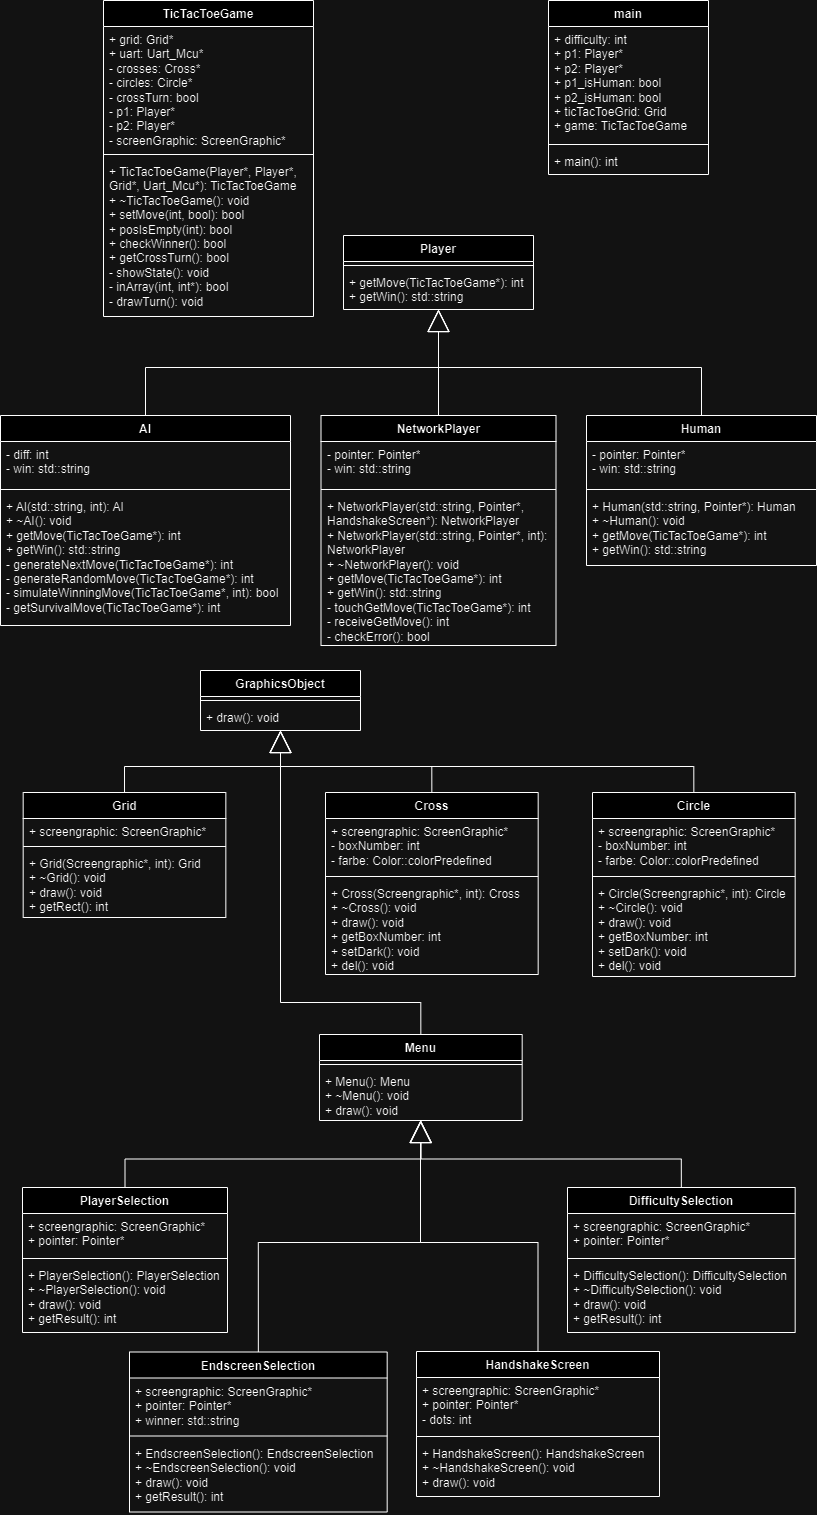 TicTacToeGame
+ grid: Grid*
+ uart: Uart_Mcu*
- crosses: Cross*
- circles: Circle*
- crossTurn: bool
- p1: Player*
- p2: Player*
- screenGraphic: ScreenGraphic*
+ TicTacToeGame(Player*, Player*,
Grid*, Uart_Mcu*): TicTacToeGame
+ ~TicTacToeGame(): void
+ setMove(int, bool): bool
+ posIsEmpty(int): bool
+ checkWinner(): bool
+ getCrossTurn(): bool
- showState(): void
- inArray(int, int*): bool
- drawTurn(): void
main
+ difficulty: int
+ p1: Player*
+ p2: Player*
+ p1_isHuman: bool
+ p2_isHuman: bool
+ ticTacToeGrid: Grid
+ game: TicTacToeGame
+ main(): int
Player
+ getMove(TicTacToeGame*): int
+ getWin(): std::string
AI
- diff: int
- win: std::string
+ AI(std::string, int): AI
+ ~AI(): void
+ getMove(TicTacToeGame*): int
+ getWin(): std::string
- generateNextMove(TicTacToeGame*): int
- generateRandomMove(TicTacToeGame*): int
- simulateWinningMove(TicTacToeGame*, int): bool
- getSurvivalMove(TicTacToeGame*): int
NetworkPlayer
- pointer: Pointer*
- win: std::string
+ NetworkPlayer(std::string, Pointer*,
HandshakeScreen*): NetworkPlayer
+ NetworkPlayer(std::string, Pointer*, int):
NetworkPlayer
+ ~NetworkPlayer(): void
+ getMove(TicTacToeGame*): int
+ getWin(): std::string
- touchGetMove(TicTacToeGame*): int
- receiveGetMove(): int
- checkError(): bool
Human
- pointer: Pointer*
- win: std::string
+ Human(std::string, Pointer*): Human
+ ~Human(): void
+ getMove(TicTacToeGame*): int
+ getWin(): std::string
GraphicsObject
+ draw(): void
Grid
+ screengraphic: ScreenGraphic*
+ Grid(Screengraphic*, int): Grid
+ ~Grid(): void
+ draw(): void
+ getRect(): int
Cross
+ screengraphic: ScreenGraphic*
- boxNumber: int
- farbe: Color::colorPredefined
+ Cross(Screengraphic*, int): Cross
+ ~Cross(): void
+ draw(): void
+ getBoxNumber: int
+ setDark(): void
+ del(): void
Circle
+ screengraphic: ScreenGraphic*
- boxNumber: int
- farbe: Color::colorPredefined
+ Circle(Screengraphic*, int): Circle
+ ~Circle(): void
+ draw(): void
+ getBoxNumber: int
+ setDark(): void
+ del(): void
Menu
+ Menu(): Menu
+ ~Menu(): void
+ draw(): void
PlayerSelection
+ screengraphic: ScreenGraphic*
+ pointer: Pointer*
+ PlayerSelection(): PlayerSelection
+ ~PlayerSelection(): void
+ draw(): void
+ getResult(): int
DifficultySelection
+ screengraphic: ScreenGraphic*
+ pointer: Pointer*
+ DifficultySelection(): DifficultySelection
+ ~DifficultySelection(): void
+ draw(): void
+ getResult(): int
EndscreenSelection
+ screengraphic: ScreenGraphic*
+ pointer: Pointer*
+ winner: std::string
+ EndscreenSelection(): EndscreenSelection
+ ~EndscreenSelection(): void
+ draw(): void
+ getResult(): int
HandshakeScreen
+ screengraphic: ScreenGraphic*
+ pointer: Pointer*
- dots: int
+ HandshakeScreen(): HandshakeScreen
+ ~HandshakeScreen(): void
+ draw(): void